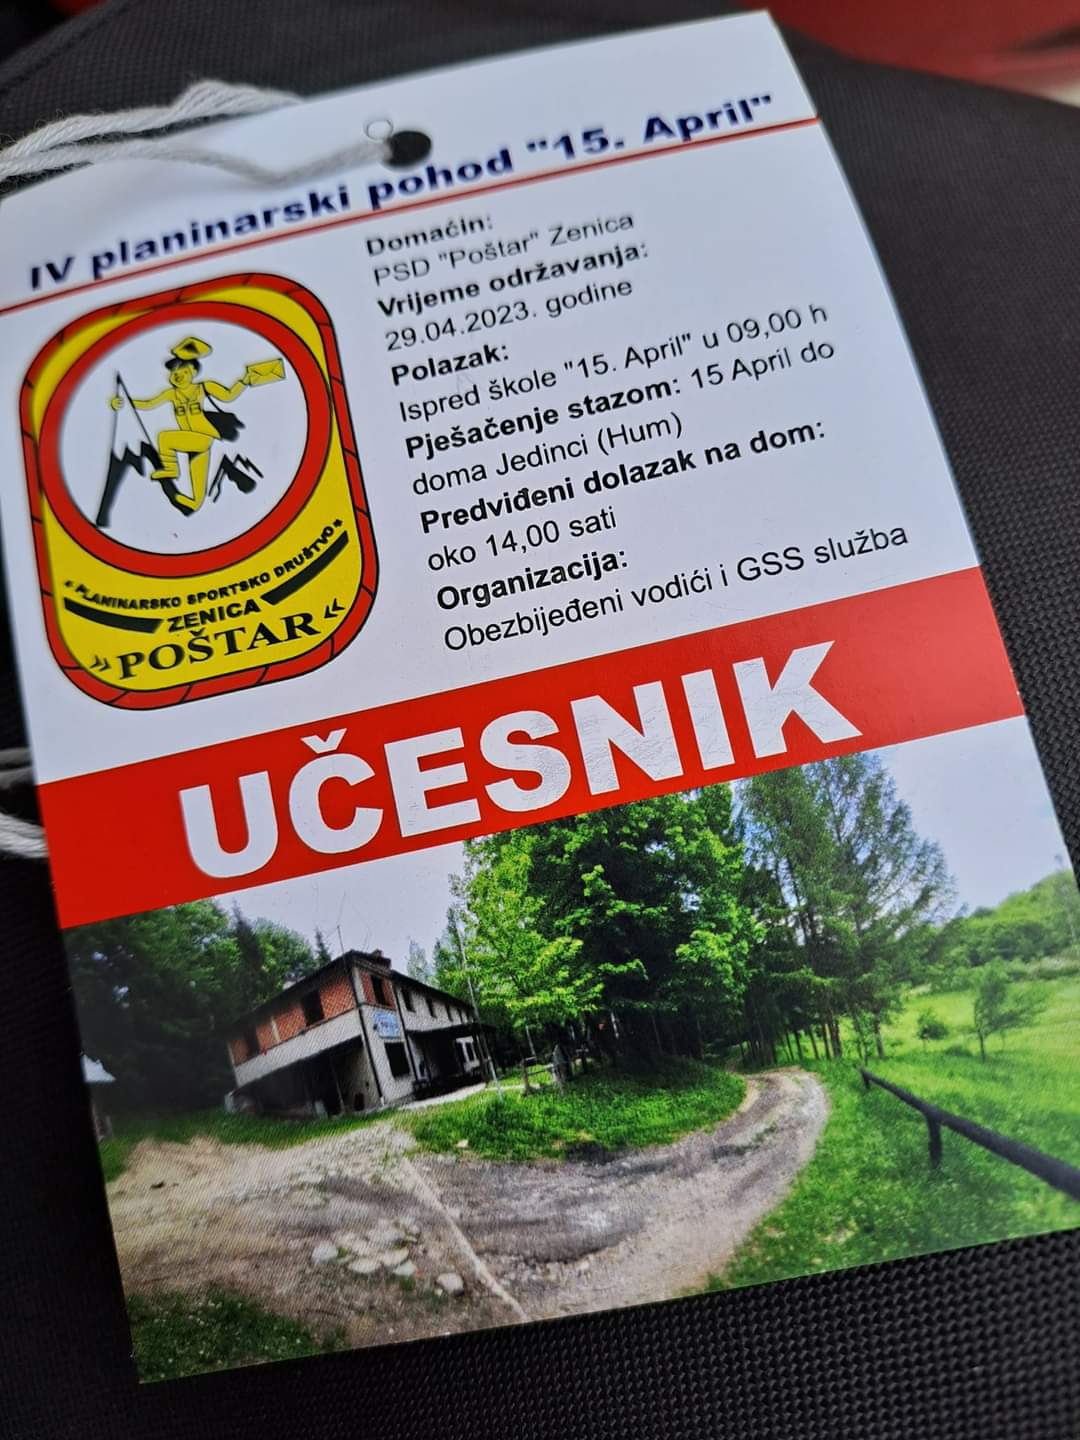 IV planinarski pohod "15. April"
Domaćin:
PSD "Poštar" Zenica
Vrijeme održavanja:
29.04.2023. godine
Polazak:
Ispred škole "15. April" u 09,00 h
Pješačenje stazom: 15 April do
doma Jedinci (Hum)
Predviđeni dolazak na dom:
oko 14,00 sati
Organizacija:
Obezbijeđeni vodići i GSS služba
PLANINARSKO SPORTSKO DRUŠTVO
ZENICA
»POŠTAR«
UČESNIK